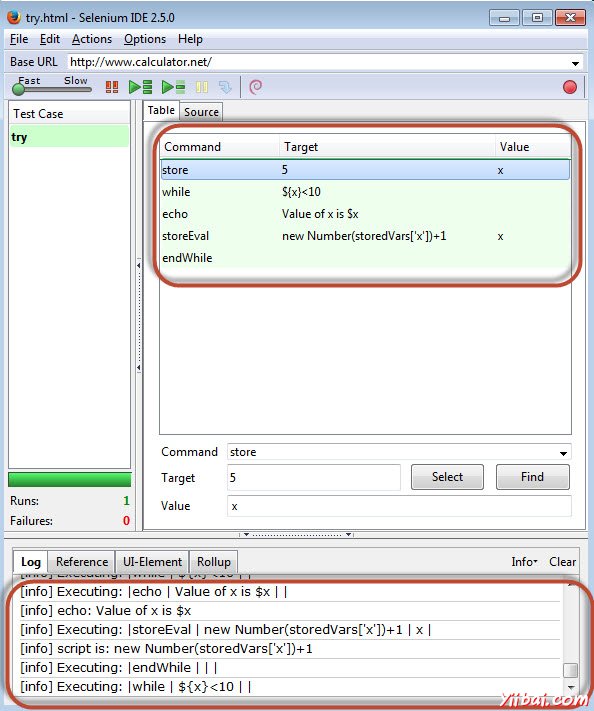 try.html - Selenium IDE 2.5.0
File Edit Actions Options Help
Base URL http://www.calculator.net/
Fast Slow
Test Case
try
Table Source
Command Target Value
store 5 x
while ${x}<10
echo Value of x is $x
storeEval new Number(storedVars['x'])+1 x
endWhile
Command store
Target 5 Select Find
Value x
Runs: 1
Failures: 0
Log Reference UI-Element Rollup Info Clear
[info] Executing: |while | ${x}<10 | |
[info] Executing: |echo | Value of x is $x | |
[info] echo: Value of x is $x
[info] Executing: |storeEval | new Number(storedVars['x'])+1 | x |
[info] script is: new Number(storedVars['x'])+1
[info] Executing: |endWhile | | |
[info] Executing: |while | ${x}<10 | |
Yiibai.com